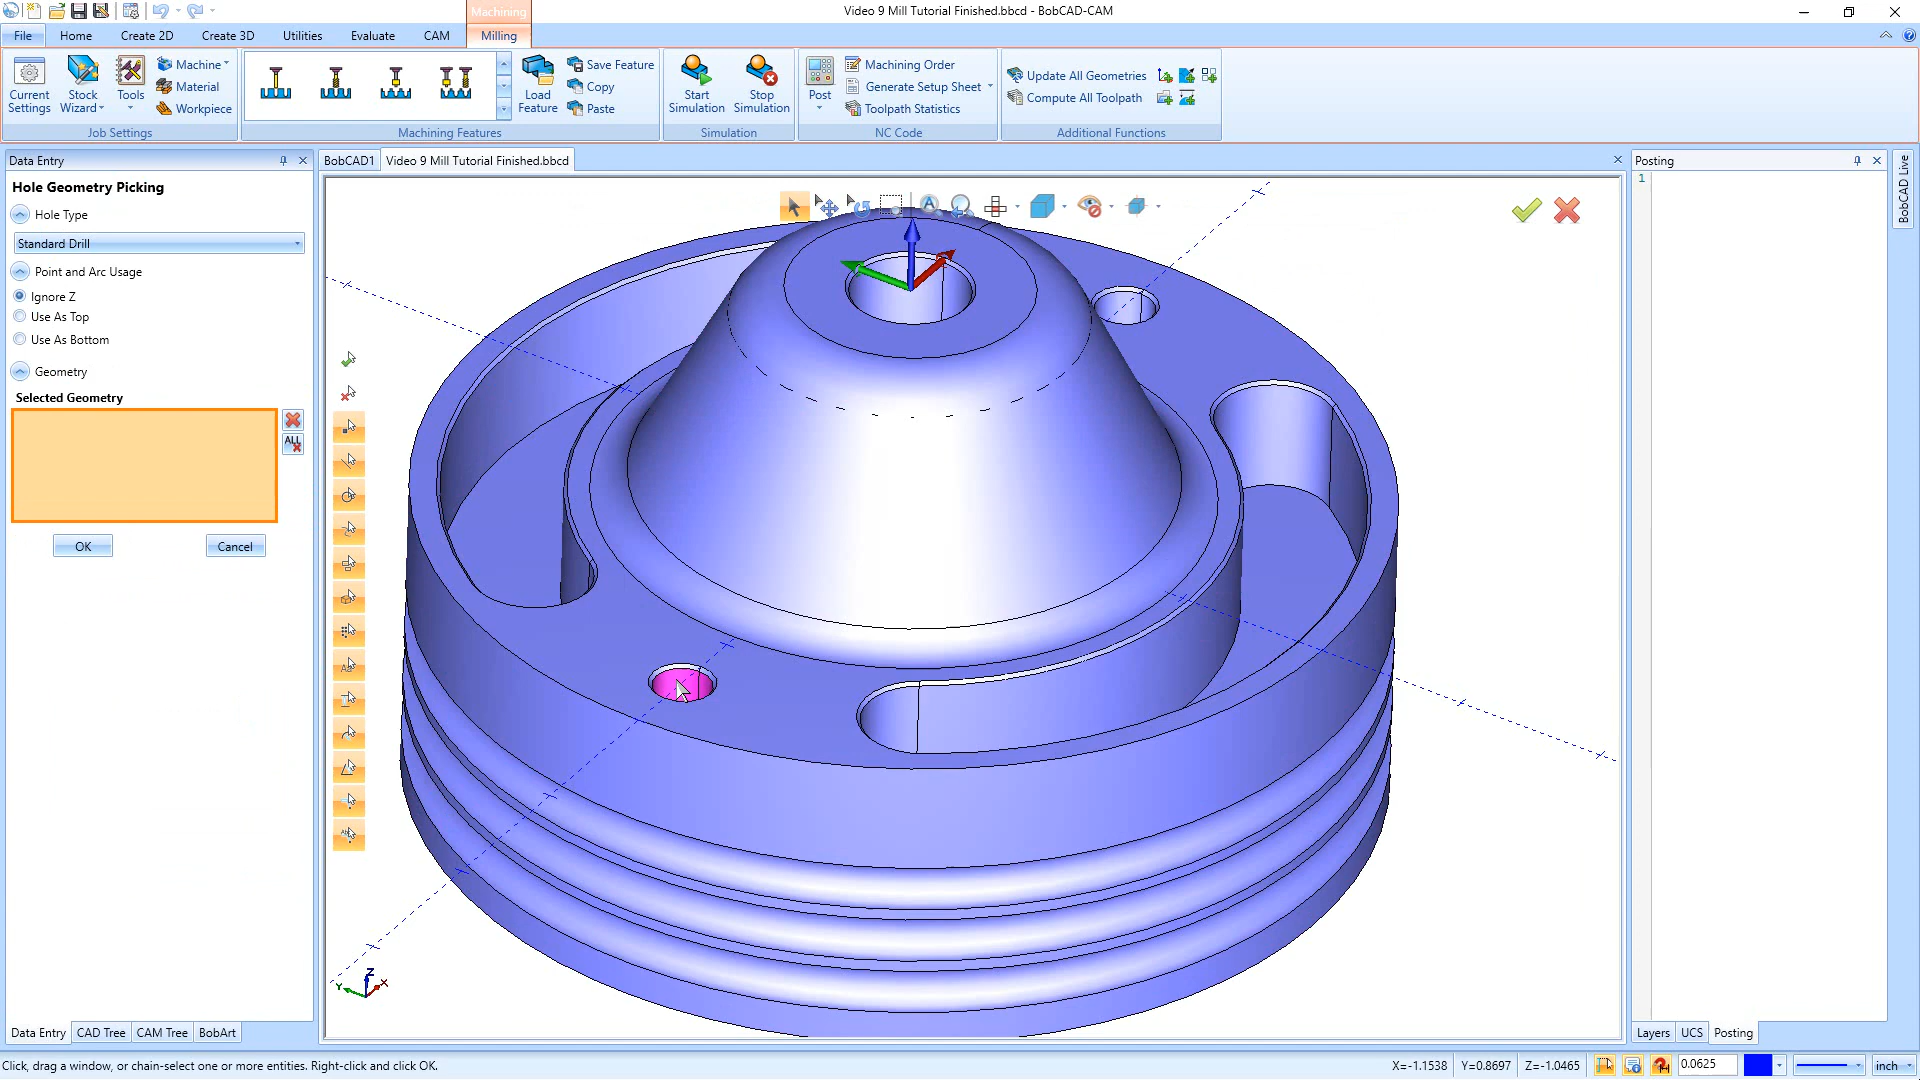 Machining
Video 9 Mill Tutorial Finished.bbcd - BobCAD-CAM
File
Home
Create 2D
Create 3D
Utilities
Evaluate
CAM
Milling
Current Settings
Stock Wizard
Tools
Machine
Material
Workpiece
Job Settings
Load Feature
Save Feature
Copy
Paste
Machining Features
Start Simulation
Stop Simulation
Simulation
Post
Machining Order
Generate Setup Sheet
Toolpath Statistics
NC Code
Update All Geometries
Compute All Toolpath
Additional Functions
Data Entry
BobCAD1
Video 9 Mill Tutorial Finished.bbcd
Posting
1
BobCAD Live
Hole Geometry Picking
Hole Type
Standard Drill
Point and Arc Usage
Ignore Z
Use As Top
Use As Bottom
Geometry
Selected Geometry
ALL
OK
Cancel
Z
Y
X
Data Entry
CAD Tree
CAM Tree
BobArt
Layers
UCS
Posting
Click, drag a window, or chain-select one or more entities. Right-click and click OK.
X=-1.1538
Y=0.8697
Z=-1.0465
0.0625
inch